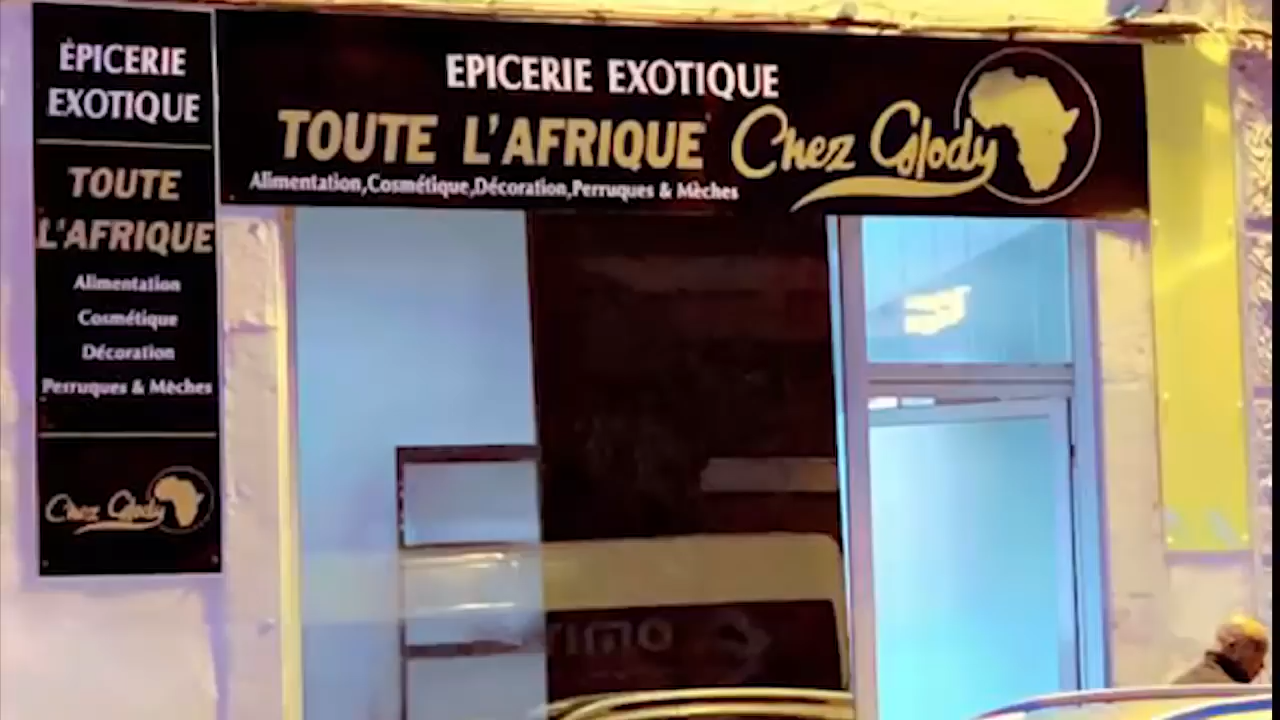 ÉPICERIE
EXOTIQUE
TOUTE
L'AFRIQUE
Alimentation
Cosmétique
Décoration
Perruques & Mèches
Chez Glody
EPICERIE EXOTIQUE
TOUTE L'AFRIQUE Chez Glody
Alimentation,Cosmétique,Décoration,Perruques & Mèches